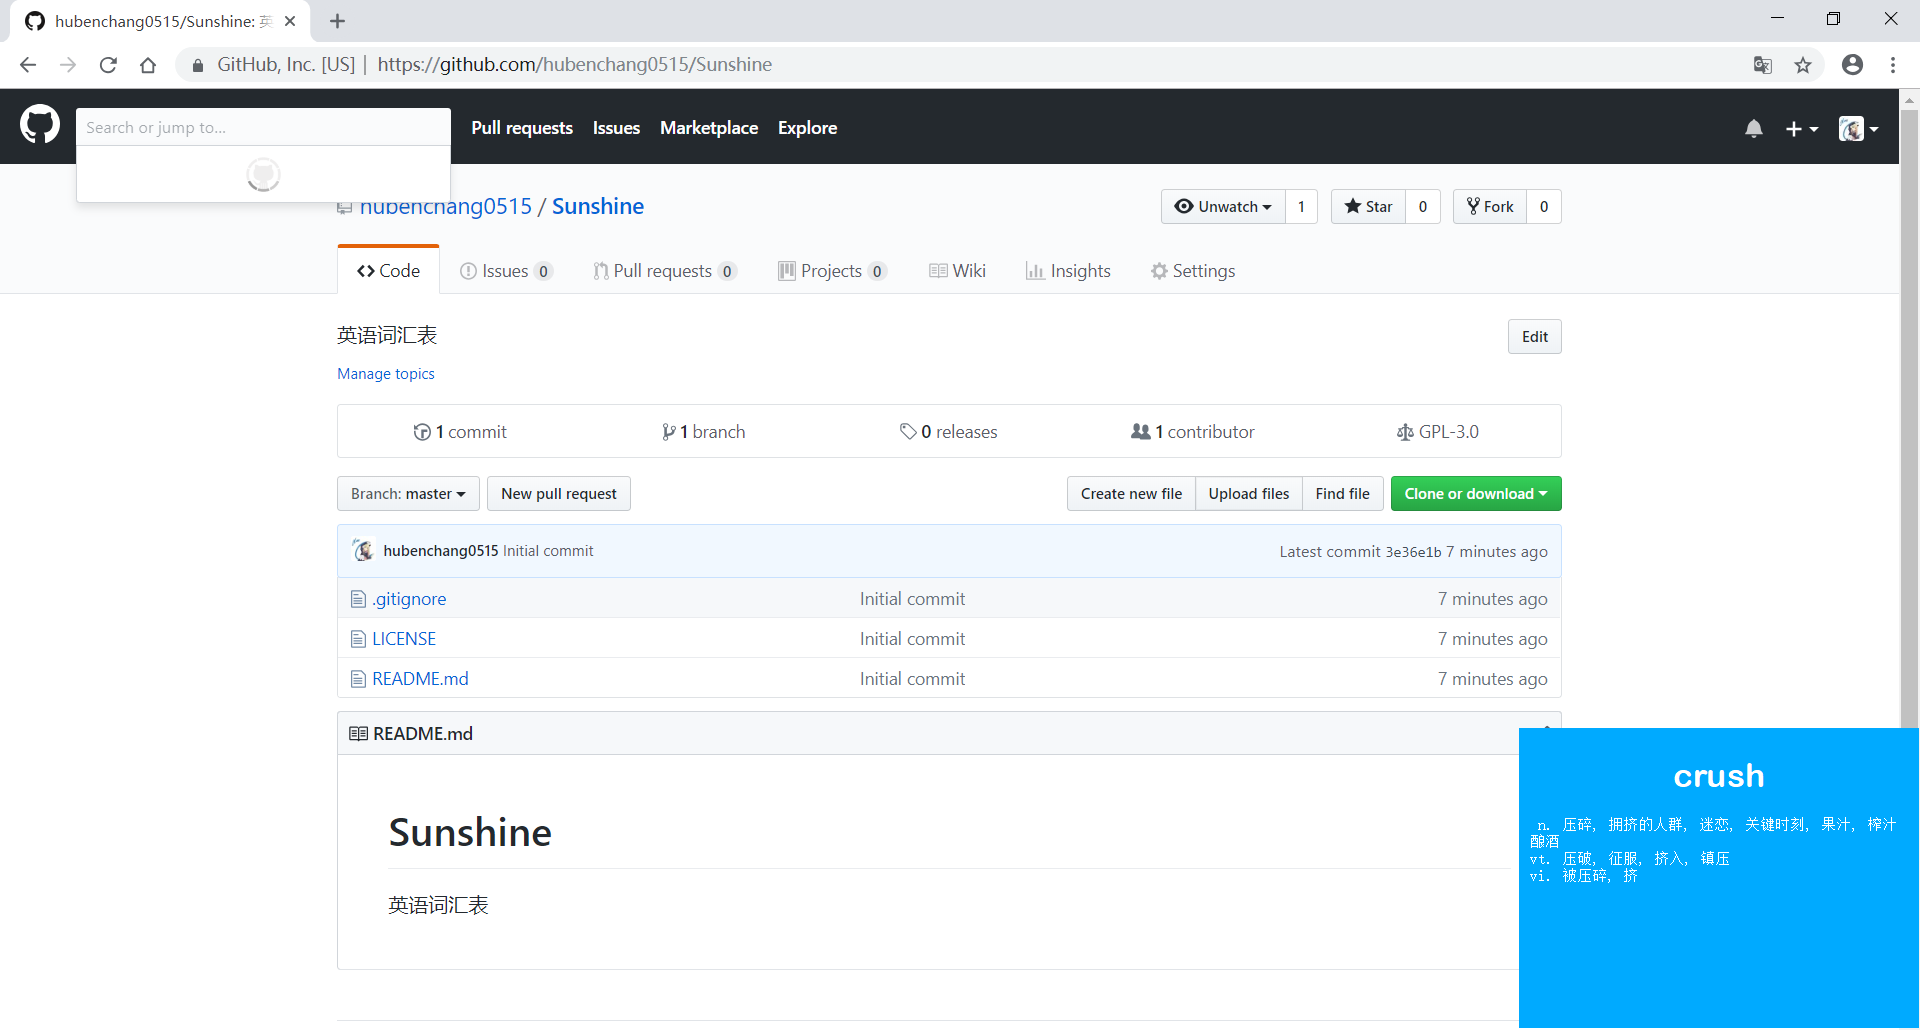 hubenchang0515/Sunshine: 英
GitHub, Inc. [US] | https://github.com/hubenchang0515/Sunshine
Search or jump to...
Pull requests Issues Marketplace Explore
hubenchang0515 / Sunshine
Unwatch 1 Star 0 Fork 0
Code Issues 0 Pull requests 0 Projects 0 Wiki Insights Settings
英语词汇表
Edit
Manage topics
1 commit 1 branch 0 releases 1 contributor GPL-3.0
Branch: master New pull request Create new file Upload files Find file Clone or download
hubenchang0515 Initial commit Latest commit 3e36e1b 7 minutes ago
.gitignore Initial commit 7 minutes ago
LICENSE Initial commit 7 minutes ago
README.md Initial commit 7 minutes ago
README.md
Sunshine
英语词汇表
crush
n. 压碎, 拥挤的人群, 迷恋, 关键时刻, 果汁, 榨汁
酿酒
vt. 压破, 征服, 挤入, 镇压
vi. 被压碎, 挤